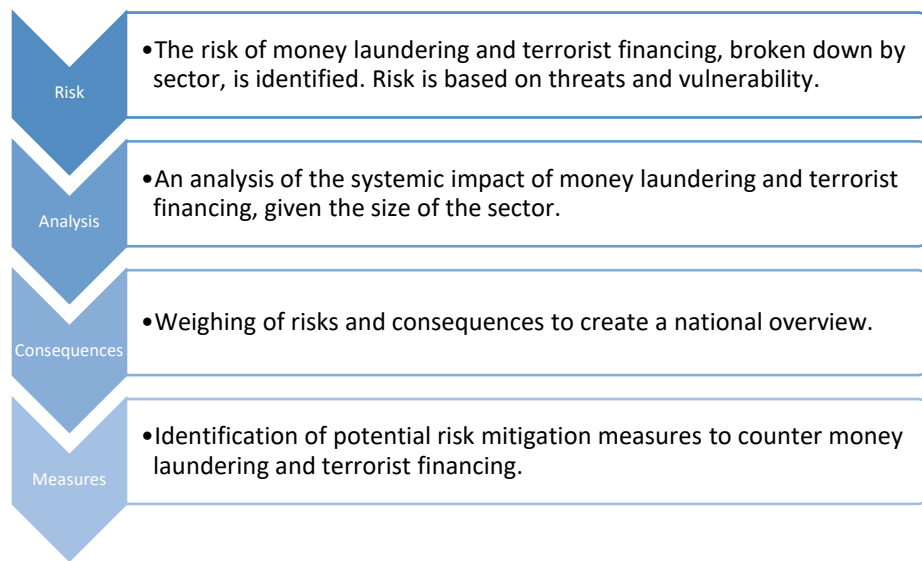 Risk
•The risk of money laundering and terrorist financing, broken down by
sector, is identified. Risk is based on threats and vulnerability.
Analysis
•An analysis of the systemic impact of money laundering and terrorist
financing, given the size of the sector.
Consequences
•Weighing of risks and consequences to create a national overview.
Measures
•Identification of potential risk mitigation measures to counter money
laundering and terrorist financing.